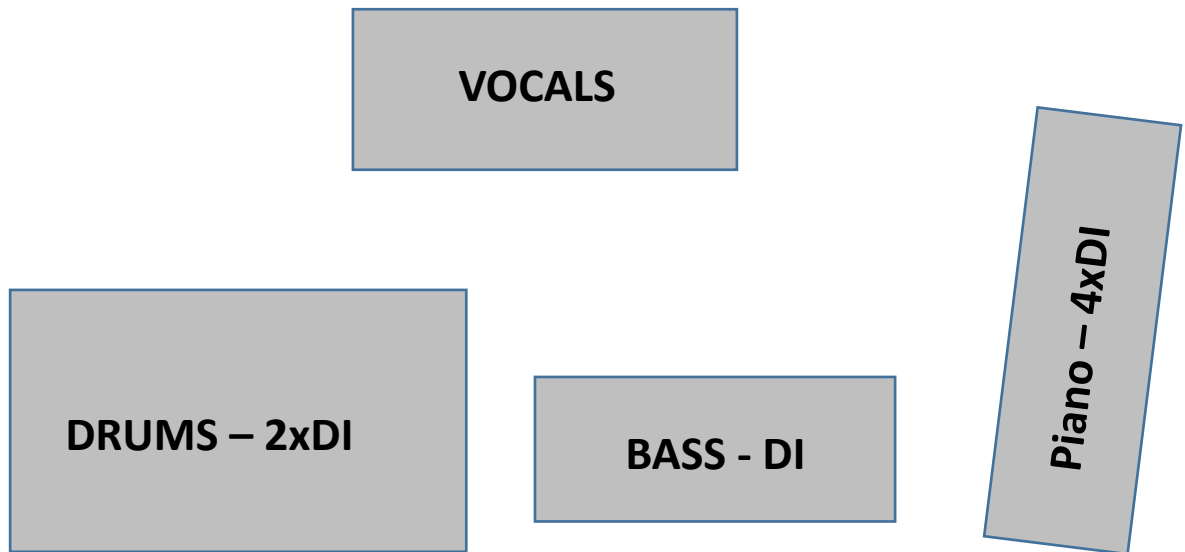 VOCALS
Piano – 4xDI
DRUMS – 2xDI
BASS - DI